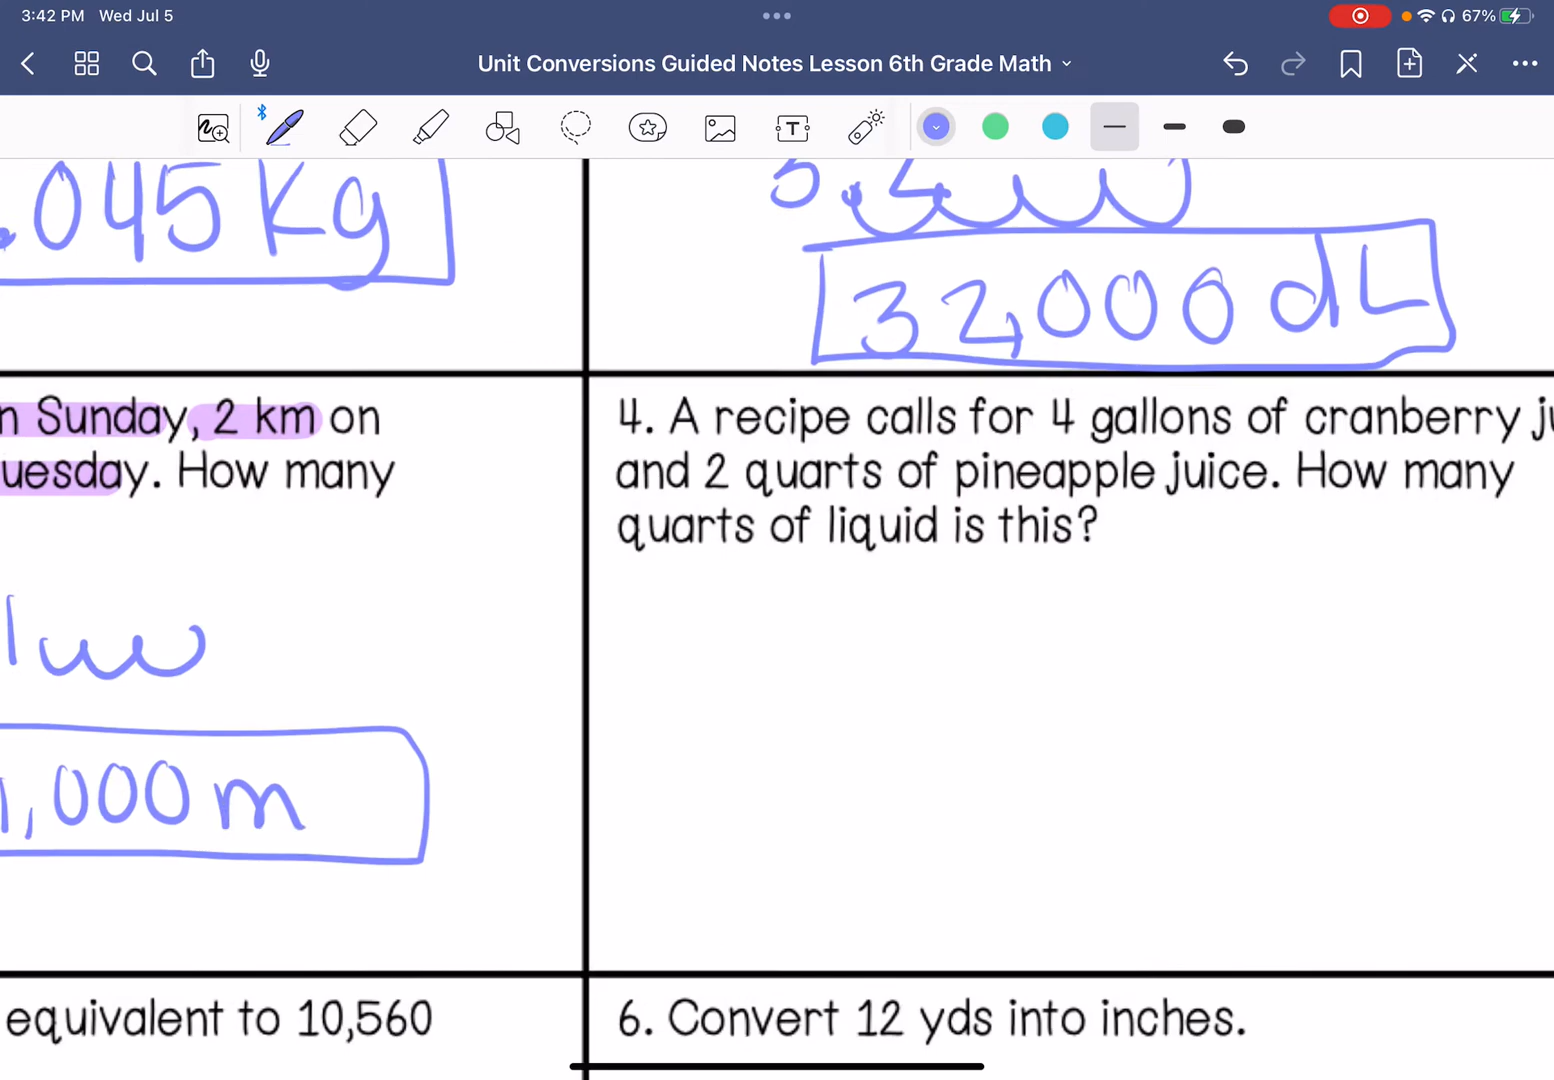 3:42 PM Wed Jul 5
67%
Unit Conversions Guided Notes Lesson 6th Grade Math
.045 kg
32,000 dL
n Sunday, 2 km on
uesday. How many
,000 m
4. A recipe calls for 4 gallons of cranberry ju
and 2 quarts of pineapple juice. How many
quarts of liquid is this?
equivalent to 10,560
6. Convert 12 yds into inches.